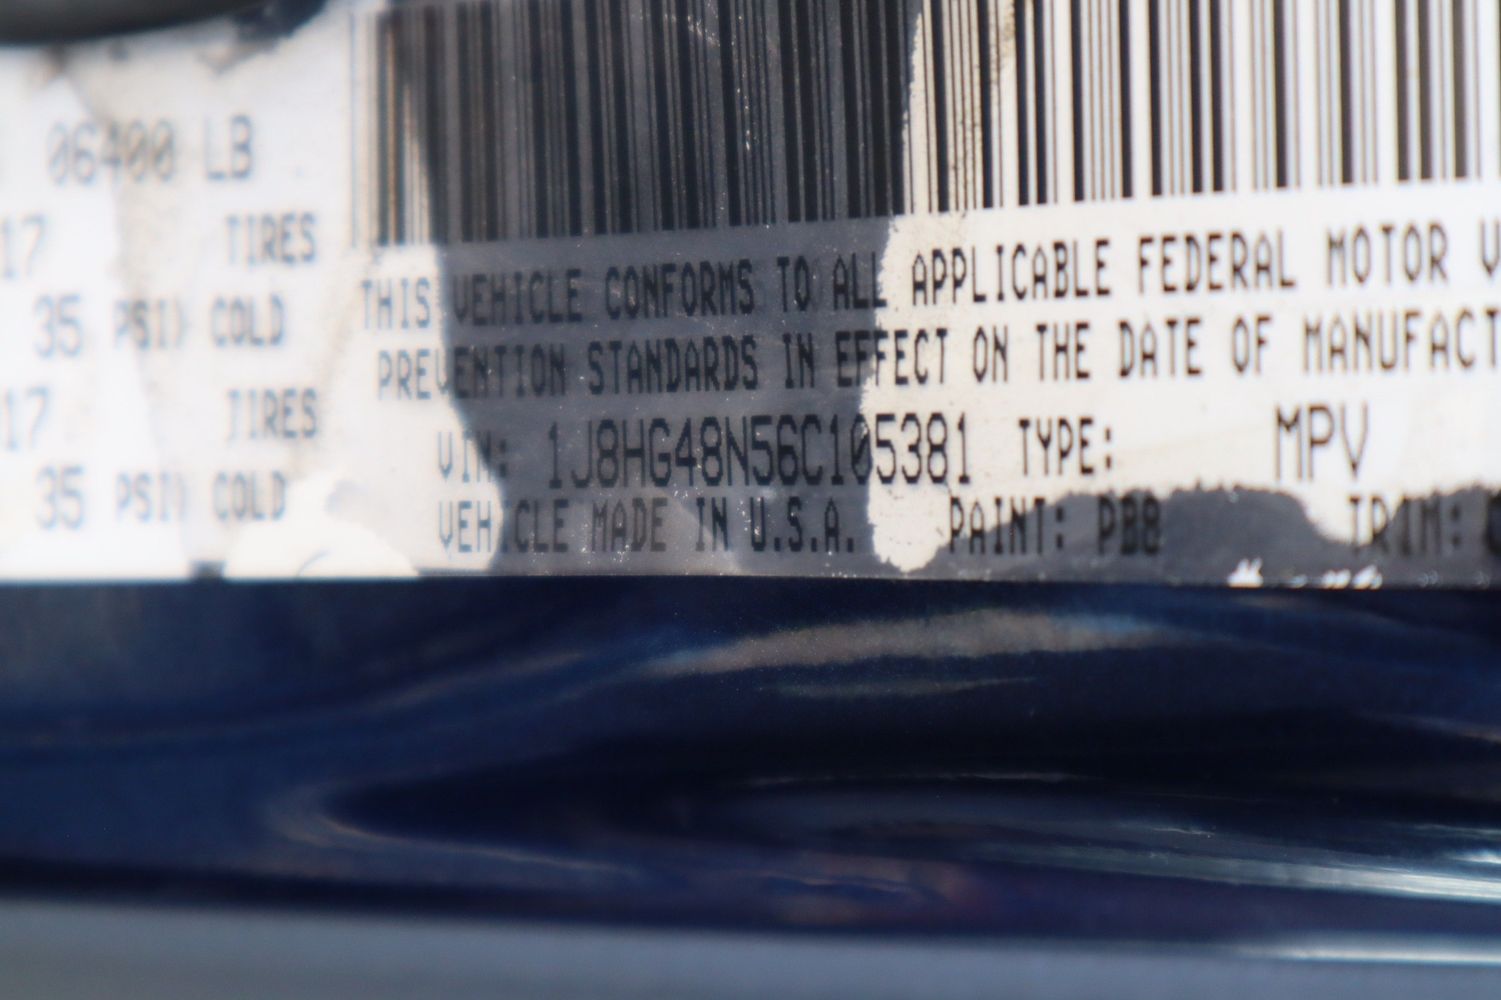 06400 LB
17 TIRES
35 PSI) COLD
17 TIRES
35 PSI) COLD
THIS VEHICLE CONFORMS TO ALL APPLICABLE FEDERAL MOTOR V
PREVENTION STANDARDS IN EFFECT ON THE DATE OF MANUFACT
VIN: 1J8HG48N56C105381 TYPE: MPV
VEHICLE MADE IN U.S.A. PAINT: PB8 TRIM: